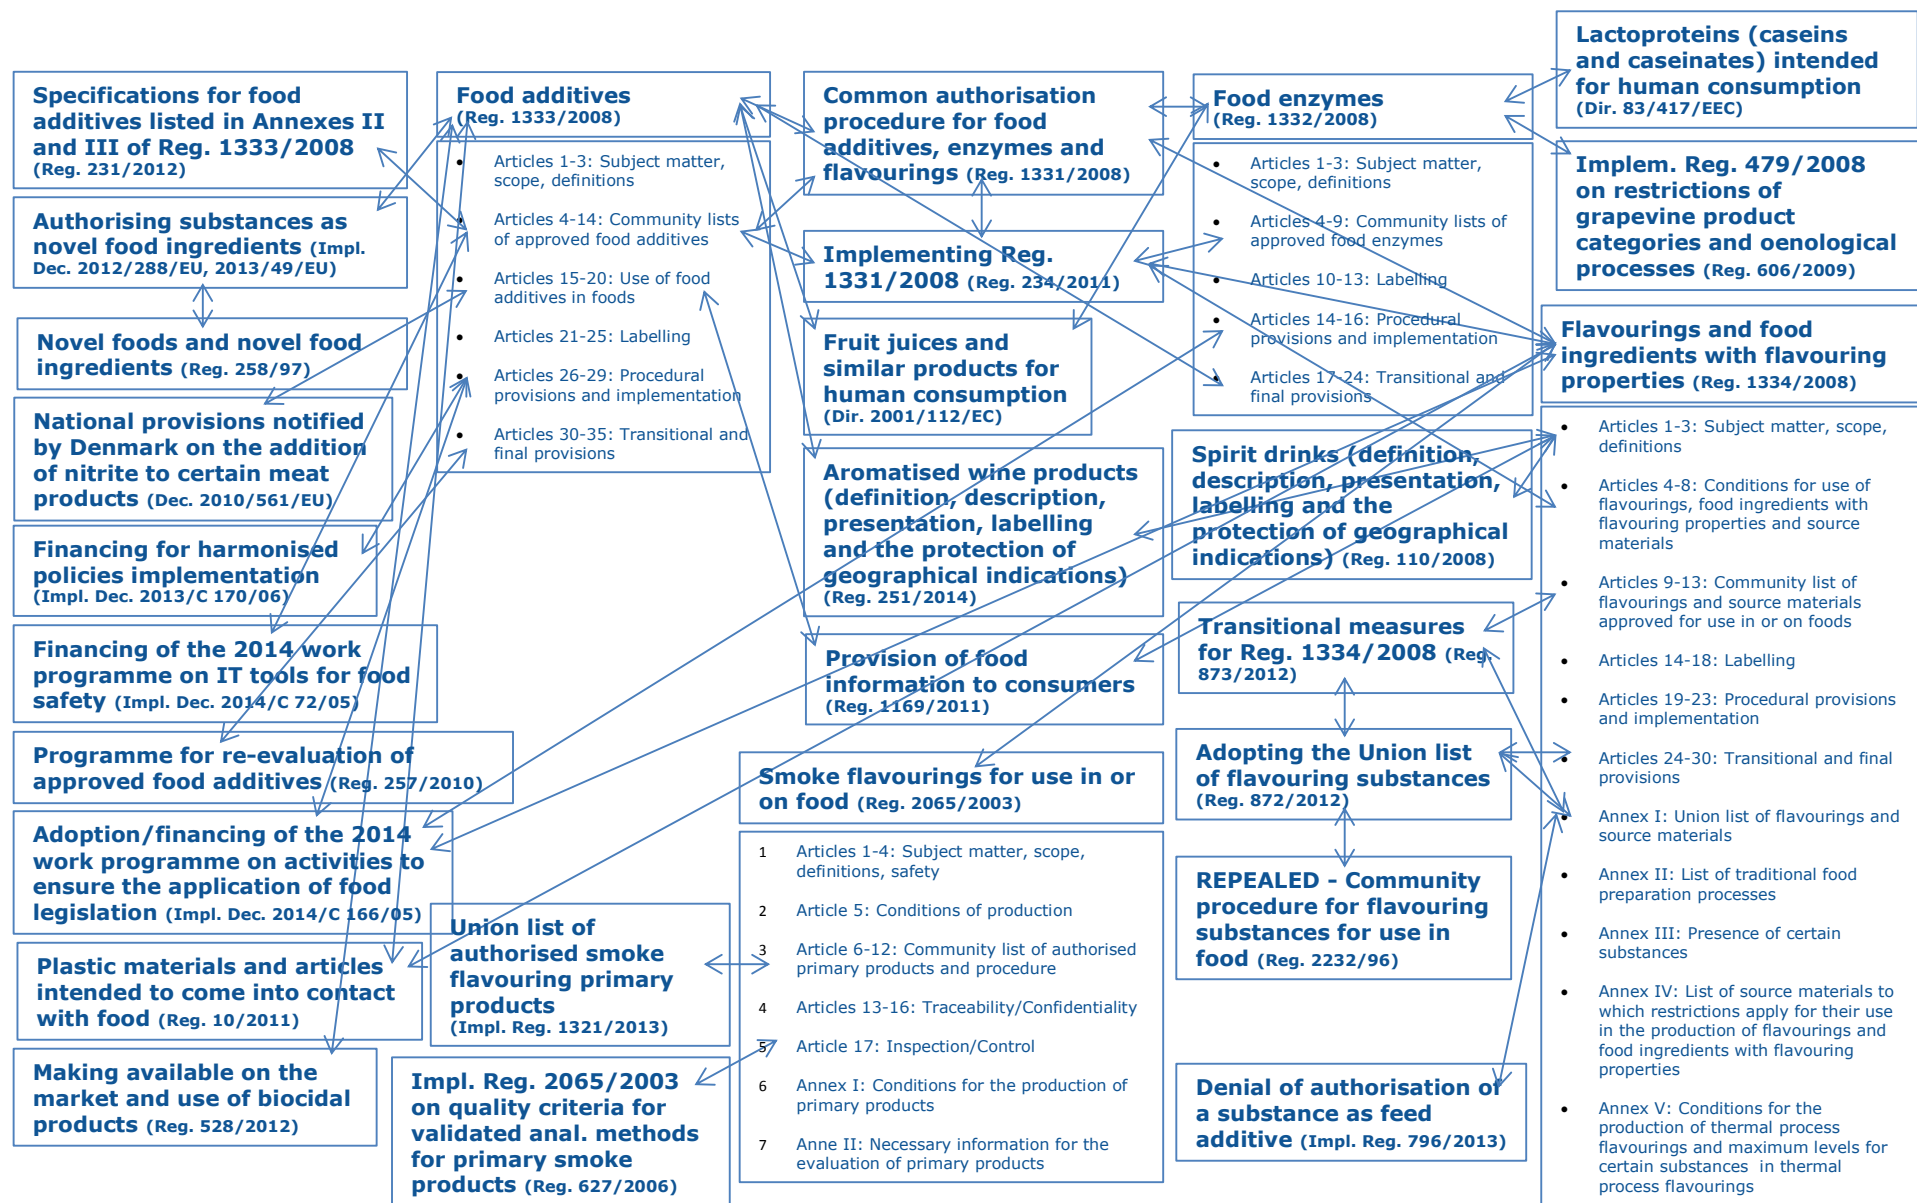 Specifications for food
additives listed in Annexes II
and III of Reg. 1333/2008
(Reg. 231/2012)
Authorising substances as
novel food ingredients (Impl.
Dec. 2012/288/EU, 2013/49/EU)
Novel foods and novel food
ingredients (Reg. 258/97)
National provisions notified
by Denmark on the addition
of nitrite to certain meat
products (Dec. 2010/561/EU)
Financing for harmonised
policies implementation
(Impl. Dec. 2013/C 170/06)
Financing of the 2014 work
programme on IT tools for food
safety (Impl. Dec. 2014/C 72/05)
Programme for re-evaluation of
approved food additives (Reg. 257/2010)
Adoption/financing of the 2014
work programme on activities to
ensure the application of food
legislation (Impl. Dec. 2014/C 166/05)
Plastic materials and articles
intended to come into contact
with food (Reg. 10/2011)
Making available on the
market and use of biocidal
products (Reg. 528/2012)
Food additives
(Reg. 1333/2008)
• Articles 1-3: Subject matter,
scope, definitions
• Articles 4-14: Community lists
of approved food additives
• Articles 15-20: Use of food
additives in foods
• Articles 21-25: Labelling
• Articles 26-29: Procedural
provisions and implementation
• Articles 30-35: Transitional and
final provisions
Union list of
authorised smoke
flavouring primary
products
(Impl. Reg. 1321/2013)
Impl. Reg. 2065/2003
on quality criteria for
validated anal. methods
for primary smoke
products (Reg. 627/2006)
Common authorisation
procedure for food
additives, enzymes and
flavourings (Reg. 1331/2008)
Implementing Reg.
1331/2008 (Reg. 234/2011)
Fruit juices and
similar products for
human consumption
(Dir. 2001/112/EC)
Aromatised wine products
(definition, description,
presentation, labelling
and the protection of
geographical indications)
(Reg. 251/2014)
Provision of food
information to consumers
(Reg. 1169/2011)
Smoke flavourings for use in or
on food (Reg. 2065/2003)
1 Articles 1-4: Subject matter, scope,
definitions, safety
2 Article 5: Conditions of production
3 Article 6-12: Community list of authorised
primary products and procedure
4 Articles 13-16: Traceability/Confidentiality
5 Article 17: Inspection/Control
6 Annex I: Conditions for the production of
primary products
7 Anne II: Necessary information for the
evaluation of primary products
Food enzymes
(Reg. 1332/2008)
• Articles 1-3: Subject matter,
scope, definitions
• Articles 4-9: Community lists of
approved food enzymes
• Articles 10-13: Labelling
• Articles 14-16: Procedural
provisions and implementation
• Articles 17-24: Transitional and
final provisions
Spirit drinks (definition,
description, presentation,
labelling and the
protection of geographical
indications) (Reg. 110/2008)
Transitional measures
for Reg. 1334/2008 (Reg.
873/2012)
Adopting the Union list
of flavouring substances
(Reg. 872/2012)
REPEALED - Community
procedure for flavouring
substances for use in
food (Reg. 2232/96)
Denial of authorisation of
a substance as feed
additive (Impl. Reg. 796/2013)
Lactoproteins (caseins
and caseinates) intended
for human consumption
(Dir. 83/417/EEC)
Implem. Reg. 479/2008
on restrictions of
grapevine product
categories and oenological
processes (Reg. 606/2009)
Flavourings and food
ingredients with flavouring
properties (Reg. 1334/2008)
• Articles 1-3: Subject matter, scope,
definitions
• Articles 4-8: Conditions for use of
flavourings, food ingredients with
flavouring properties and source
materials
• Articles 9-13: Community list of
flavourings and source materials
approved for use in or on foods
• Articles 14-18: Labelling
• Articles 19-23: Procedural provisions
and implementation
• Articles 24-30: Transitional and final
provisions
• Annex I: Union list of flavourings and
source materials
• Annex II: List of traditional food
preparation processes
• Annex III: Presence of certain
substances
• Annex IV: List of source materials to
which restrictions apply for their use
in the production of flavourings and
food ingredients with flavouring
properties
• Annex V: Conditions for the
production of thermal process
flavourings and maximum levels for
certain substances in thermal
process flavourings